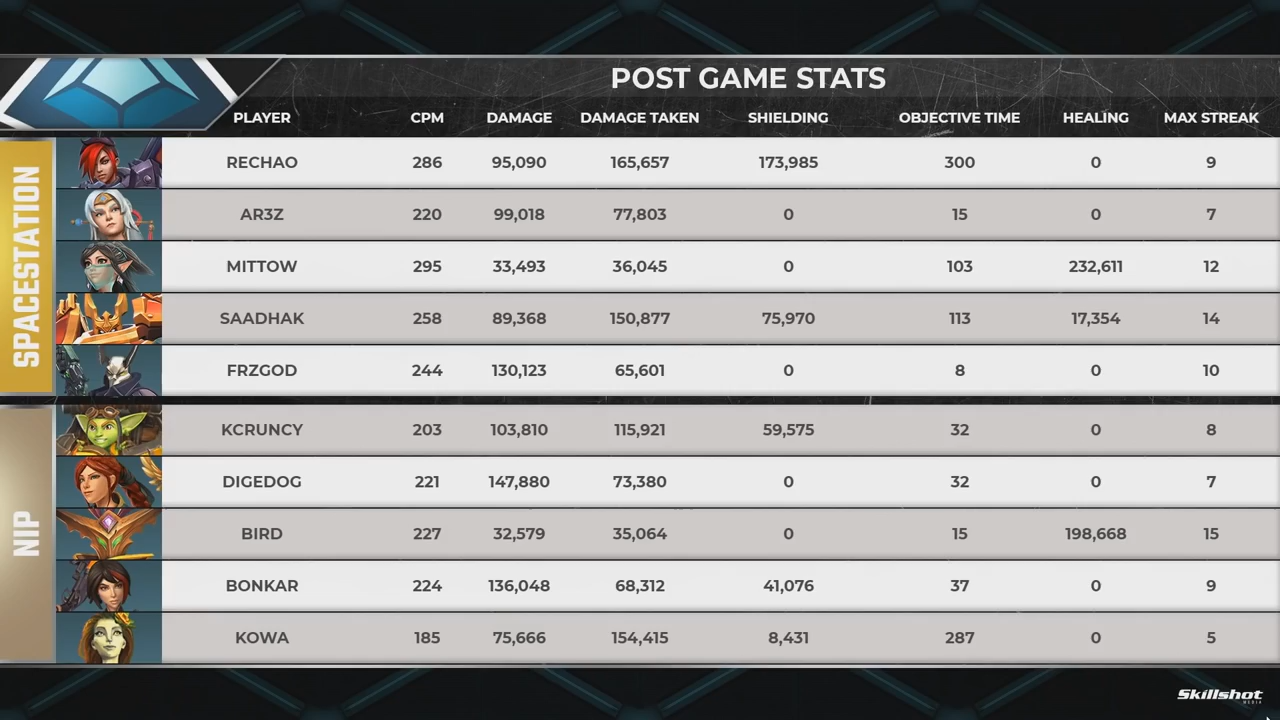 POST GAME STATS
PLAYER CPM DAMAGE DAMAGE TAKEN SHIELDING OBJECTIVE TIME HEALING MAX STREAK
SPACESTATION
RECHAO 286 95,090 165,657 173,985 300 0 9
AR3Z 220 99,018 77,803 0 15 0 7
MITTOW 295 33,493 36,045 0 103 232,611 12
SAADHAK 258 89,368 150,877 75,970 113 17,354 14
FRZGOD 244 130,123 65,601 0 8 0 10
NIP
KCRUNCY 203 103,810 115,921 59,575 32 0 8
DIGEDOG 221 147,880 73,380 0 32 0 7
BIRD 227 32,579 35,064 0 15 198,668 15
BONKAR 224 136,048 68,312 41,076 37 0 9
KOWA 185 75,666 154,415 8,431 287 0 5
Skillshot
MEDIA